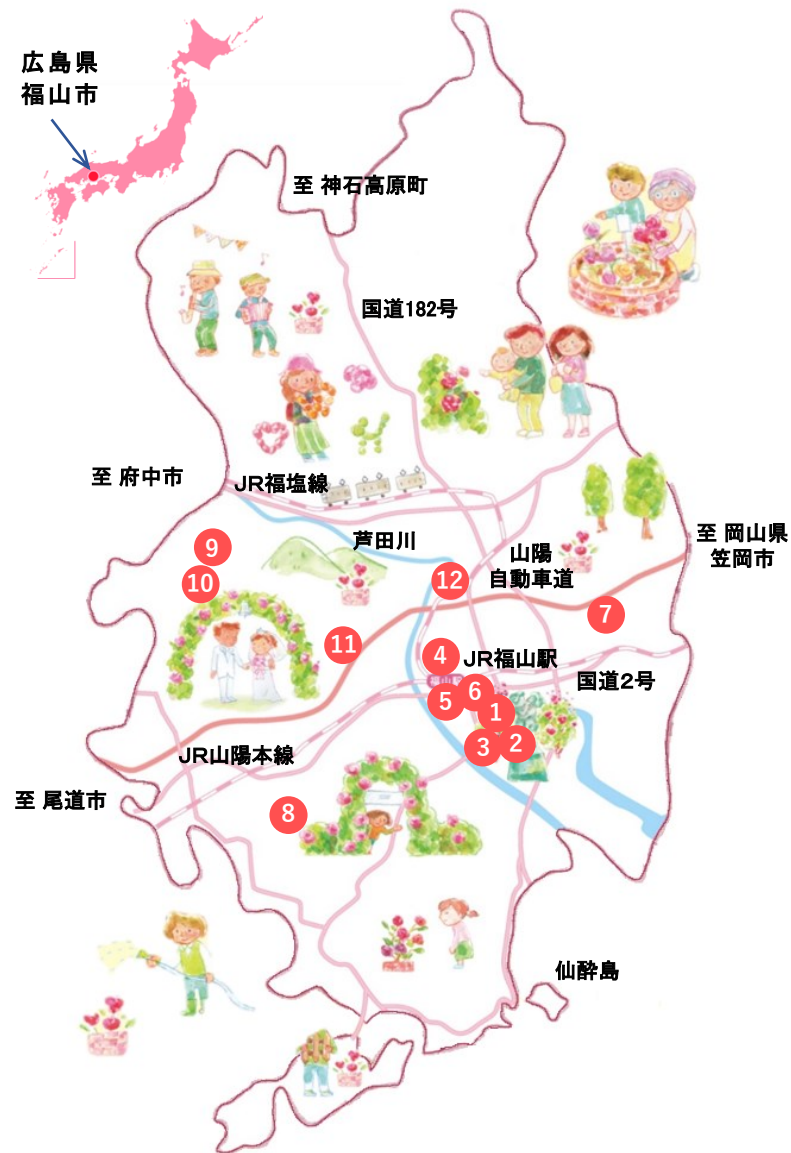 広島県
福山市
至 神石高原町
国道182号
至 府中市
JR福塩線
芦田川
山陽
自動車道
至 岡山県
笠岡市
9
10
12
7
11
4
JR福山駅
国道2号
6
5
1
3
2
JR山陽本線
至 尾道市
8
仙酔島